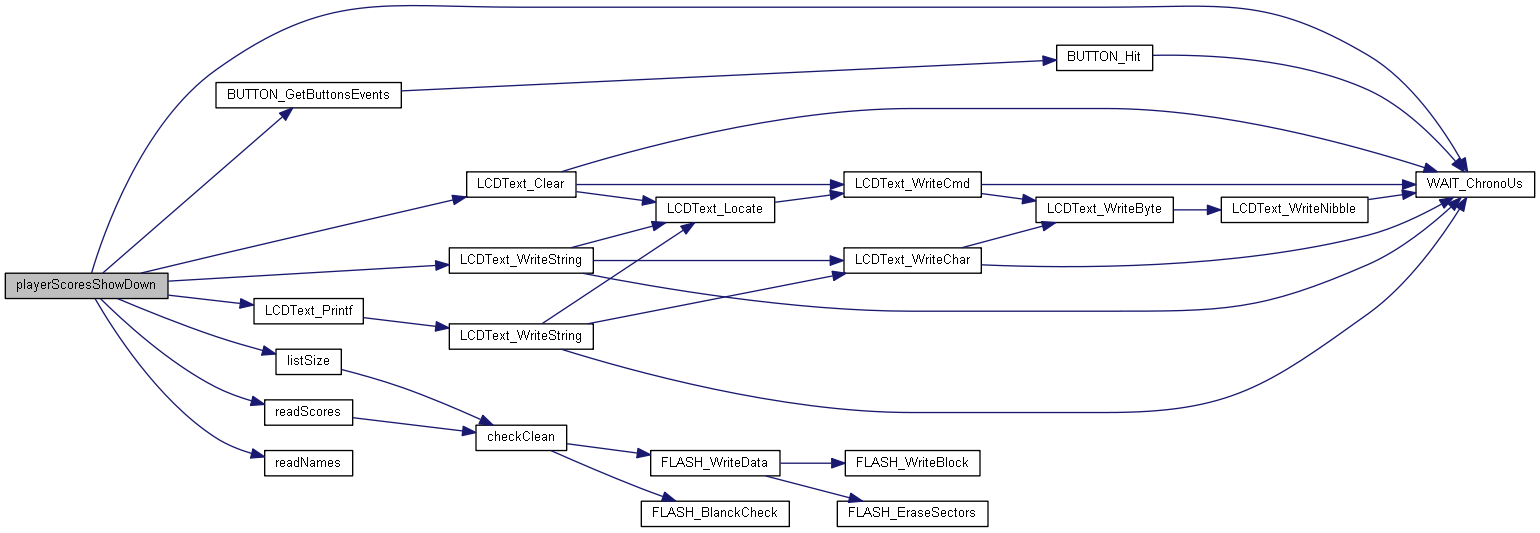 BUTTON_Hit
BUTTON_GetButtonsEvents
LCDText_Clear
LCDText_WriteCmd
WAIT_ChronoUs
LCDText_Locate
LCDText_WriteByte
LCDText_WriteNibble
LCDText_WriteString
LCDText_WriteChar
playerScoresShowDown
LCDText_Printf
LCDText_WriteString
listSize
readScores
checkClean
readNames
FLASH_WriteData
FLASH_WriteBlock
FLASH_BlanckCheck
FLASH_EraseSectors